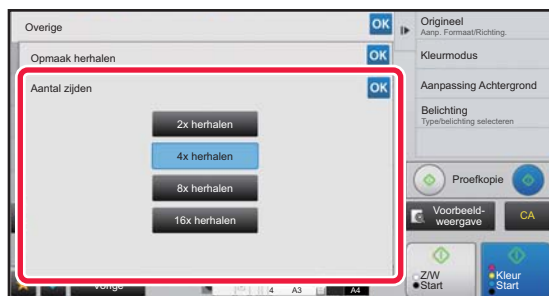 Overige
OK
Opmaak herhalen
OK
Aantal zijden
OK
2x herhalen
4x herhalen
8x herhalen
16x herhalen
Vorige
4
A3
A4
Origineel
Aanp. Formaat/Richting.
Kleurmodus
Aanpassing Achtergrond
Belichting
Type/belichting selecteren
Proefkopie
Voorbeeld-
weergave
CA
Z/W
Start
Kleur
Start